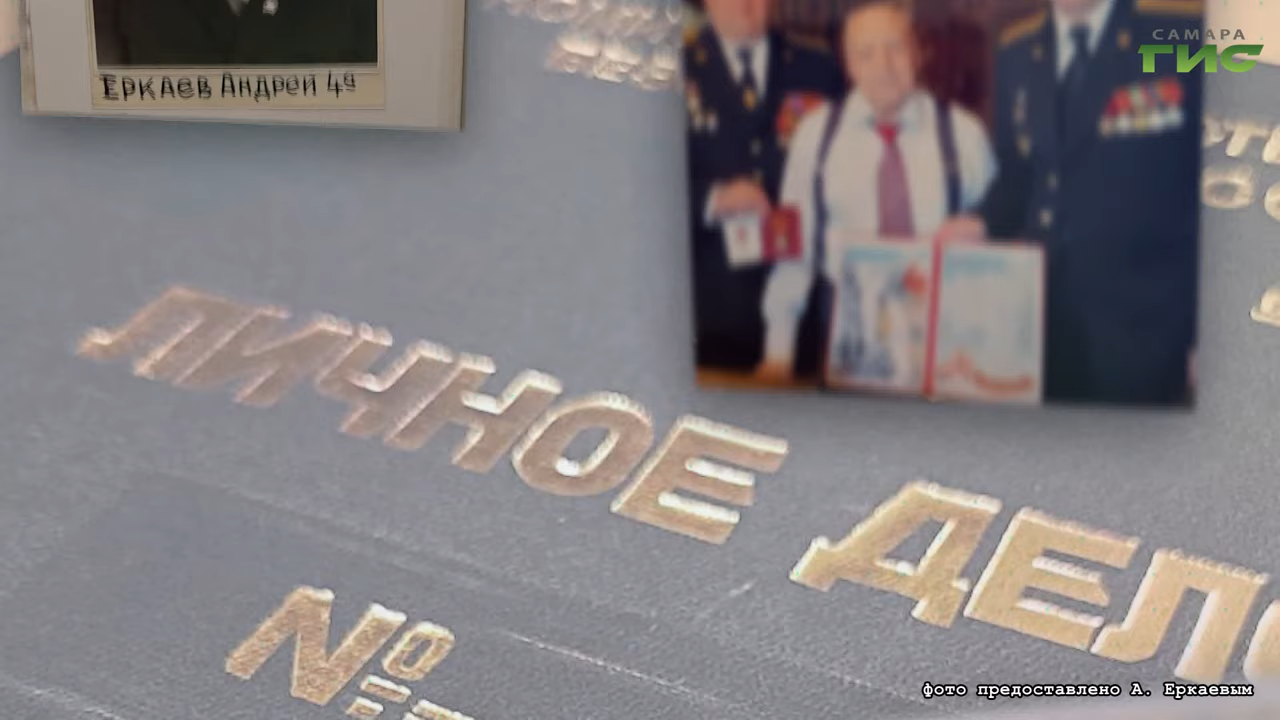 САМАРА
ГИС
Еркаев Андрей 4а
ЛИЧНОЕ ДЕЛО
№
фото предоставлено А. Еркаевым